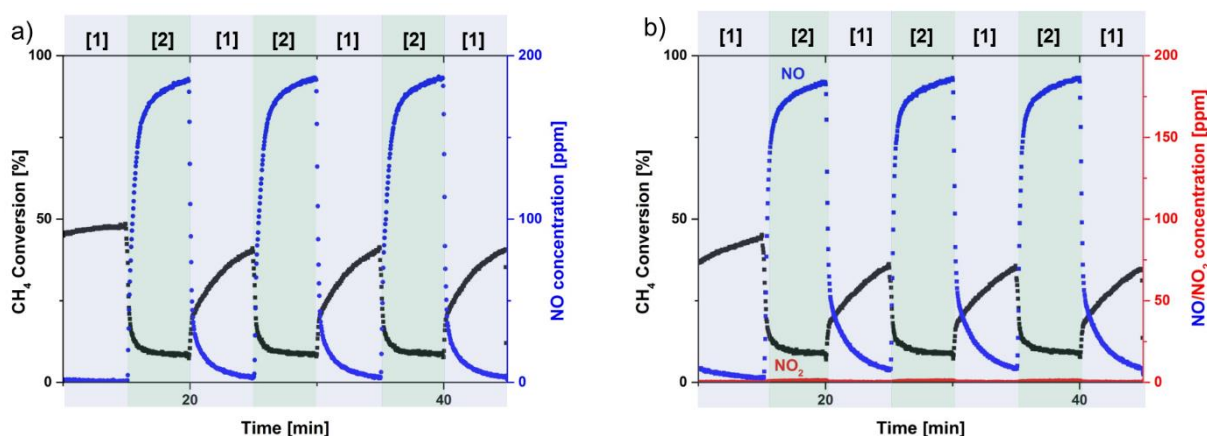 a)
[1] [2] [1] [2] [1] [2] [1]
100
50
0
CH₄ Conversion [%]
200
100
0
NO concentration [ppm]
20 40
Time [min]
b)
[1] [2] [1] [2] [1] [2] [1]
100
50
0
CH₄ Conversion [%]
NO
NO₂
200
150
100
50
0
NO/NO₂ concentration [ppm]
20 40
Time [min]